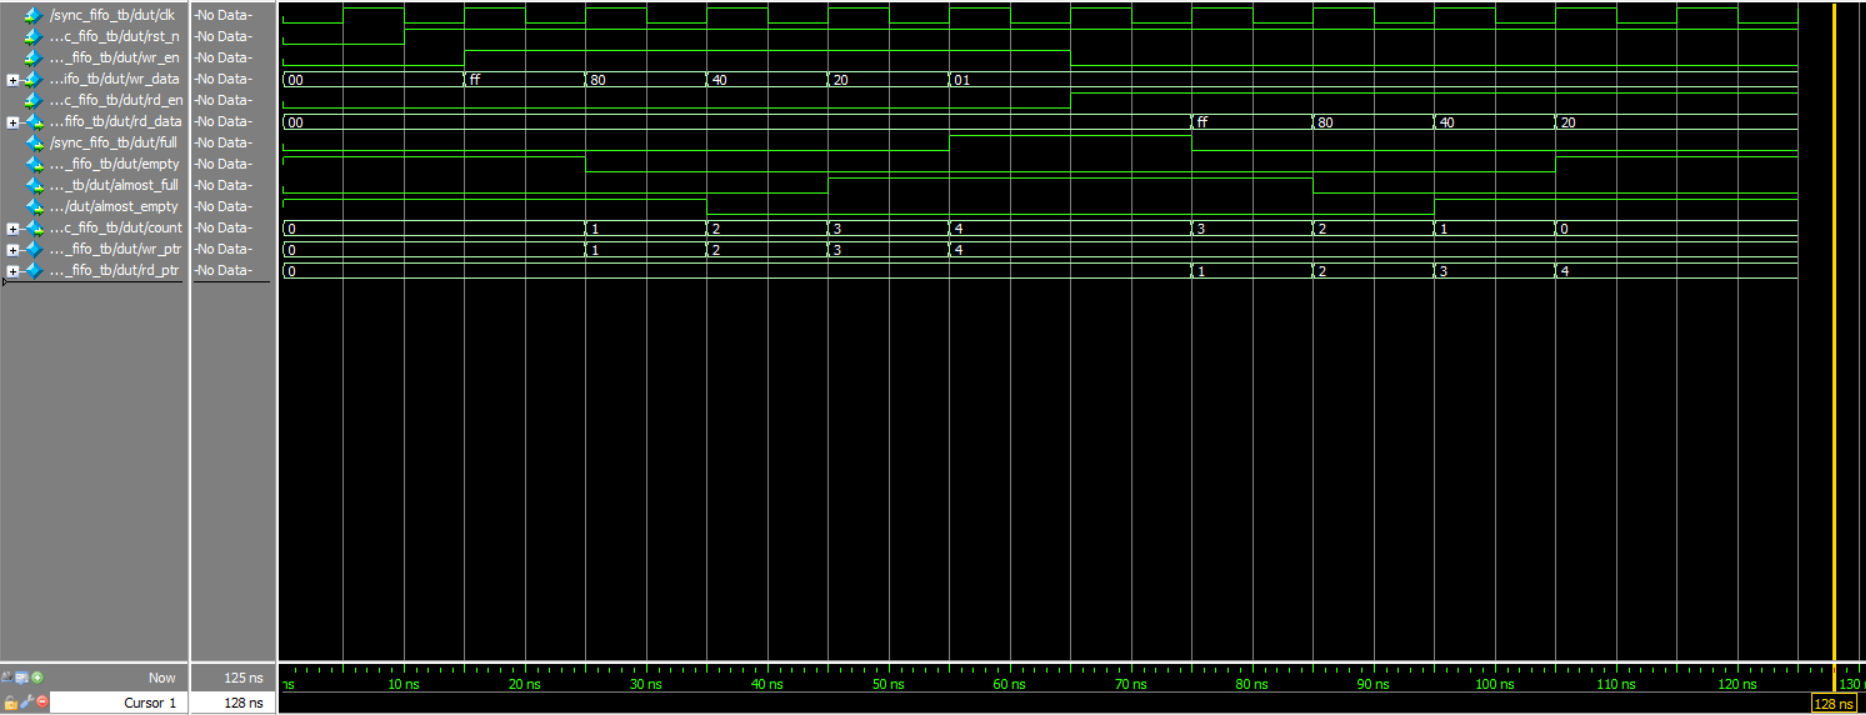 /sync_fifo_tb/dut/clk -No Data-
...c_fifo_tb/dut/rst_n -No Data-
..._fifo_tb/dut/wr_en -No Data-
...ifo_tb/dut/wr_data -No Data- 00 ff 80 40 20 01
...c_fifo_tb/dut/rd_en -No Data-
...fifo_tb/dut/rd_data -No Data- 00 ff 80 40 20
/sync_fifo_tb/dut/full -No Data-
..._fifo_tb/dut/empty -No Data-
..._tb/dut/almost_full -No Data-
.../dut/almost_empty -No Data-
...c_fifo_tb/dut/count -No Data- 0 1 2 3 4 3 2 1 0
..._fifo_tb/dut/wr_ptr -No Data- 0 1 2 3 4
..._fifo_tb/dut/rd_ptr -No Data- 0 1 2 3 4
Now 125 ns ns 10 ns 20 ns 30 ns 40 ns 50 ns 60 ns 70 ns 80 ns 90 ns 100 ns 110 ns 120 ns 130
Cursor 1 128 ns 128 ns